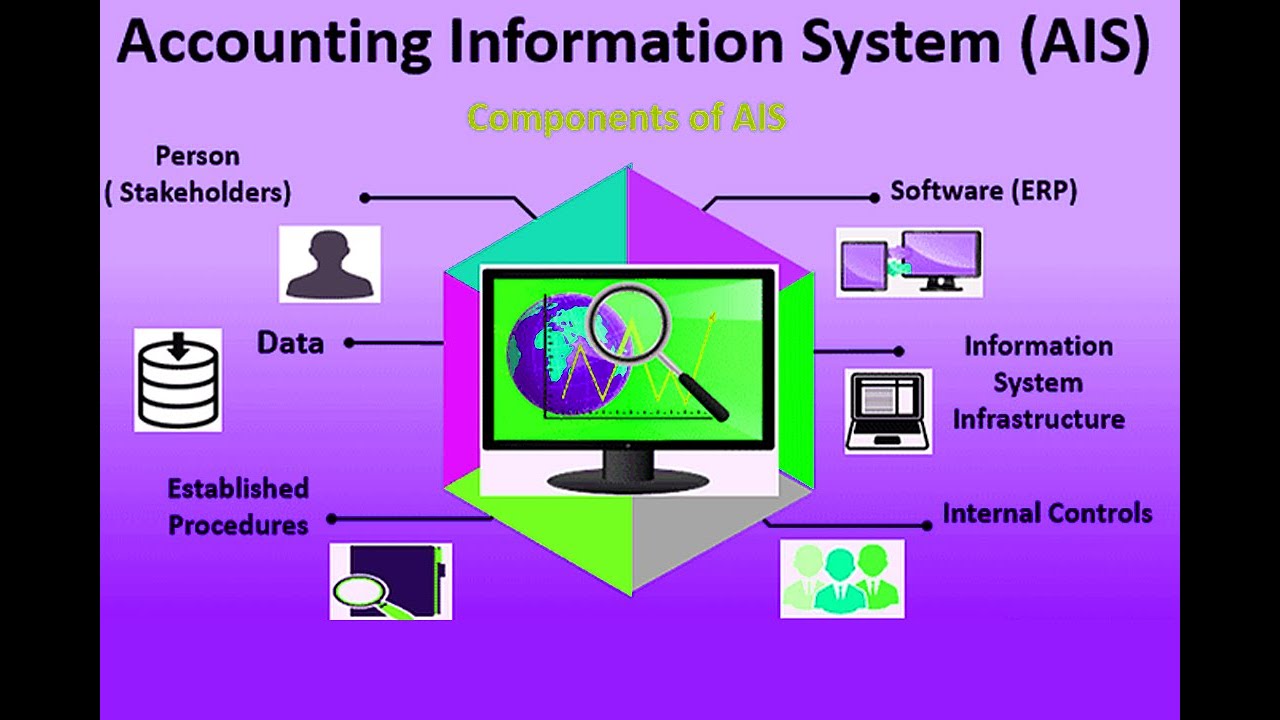 Accounting Information System (AIS)
Components of AIS
Person
( Stakeholders)
Software (ERP)
Data
Information
System
Infrastructure
Established
Procedures
Internal Controls